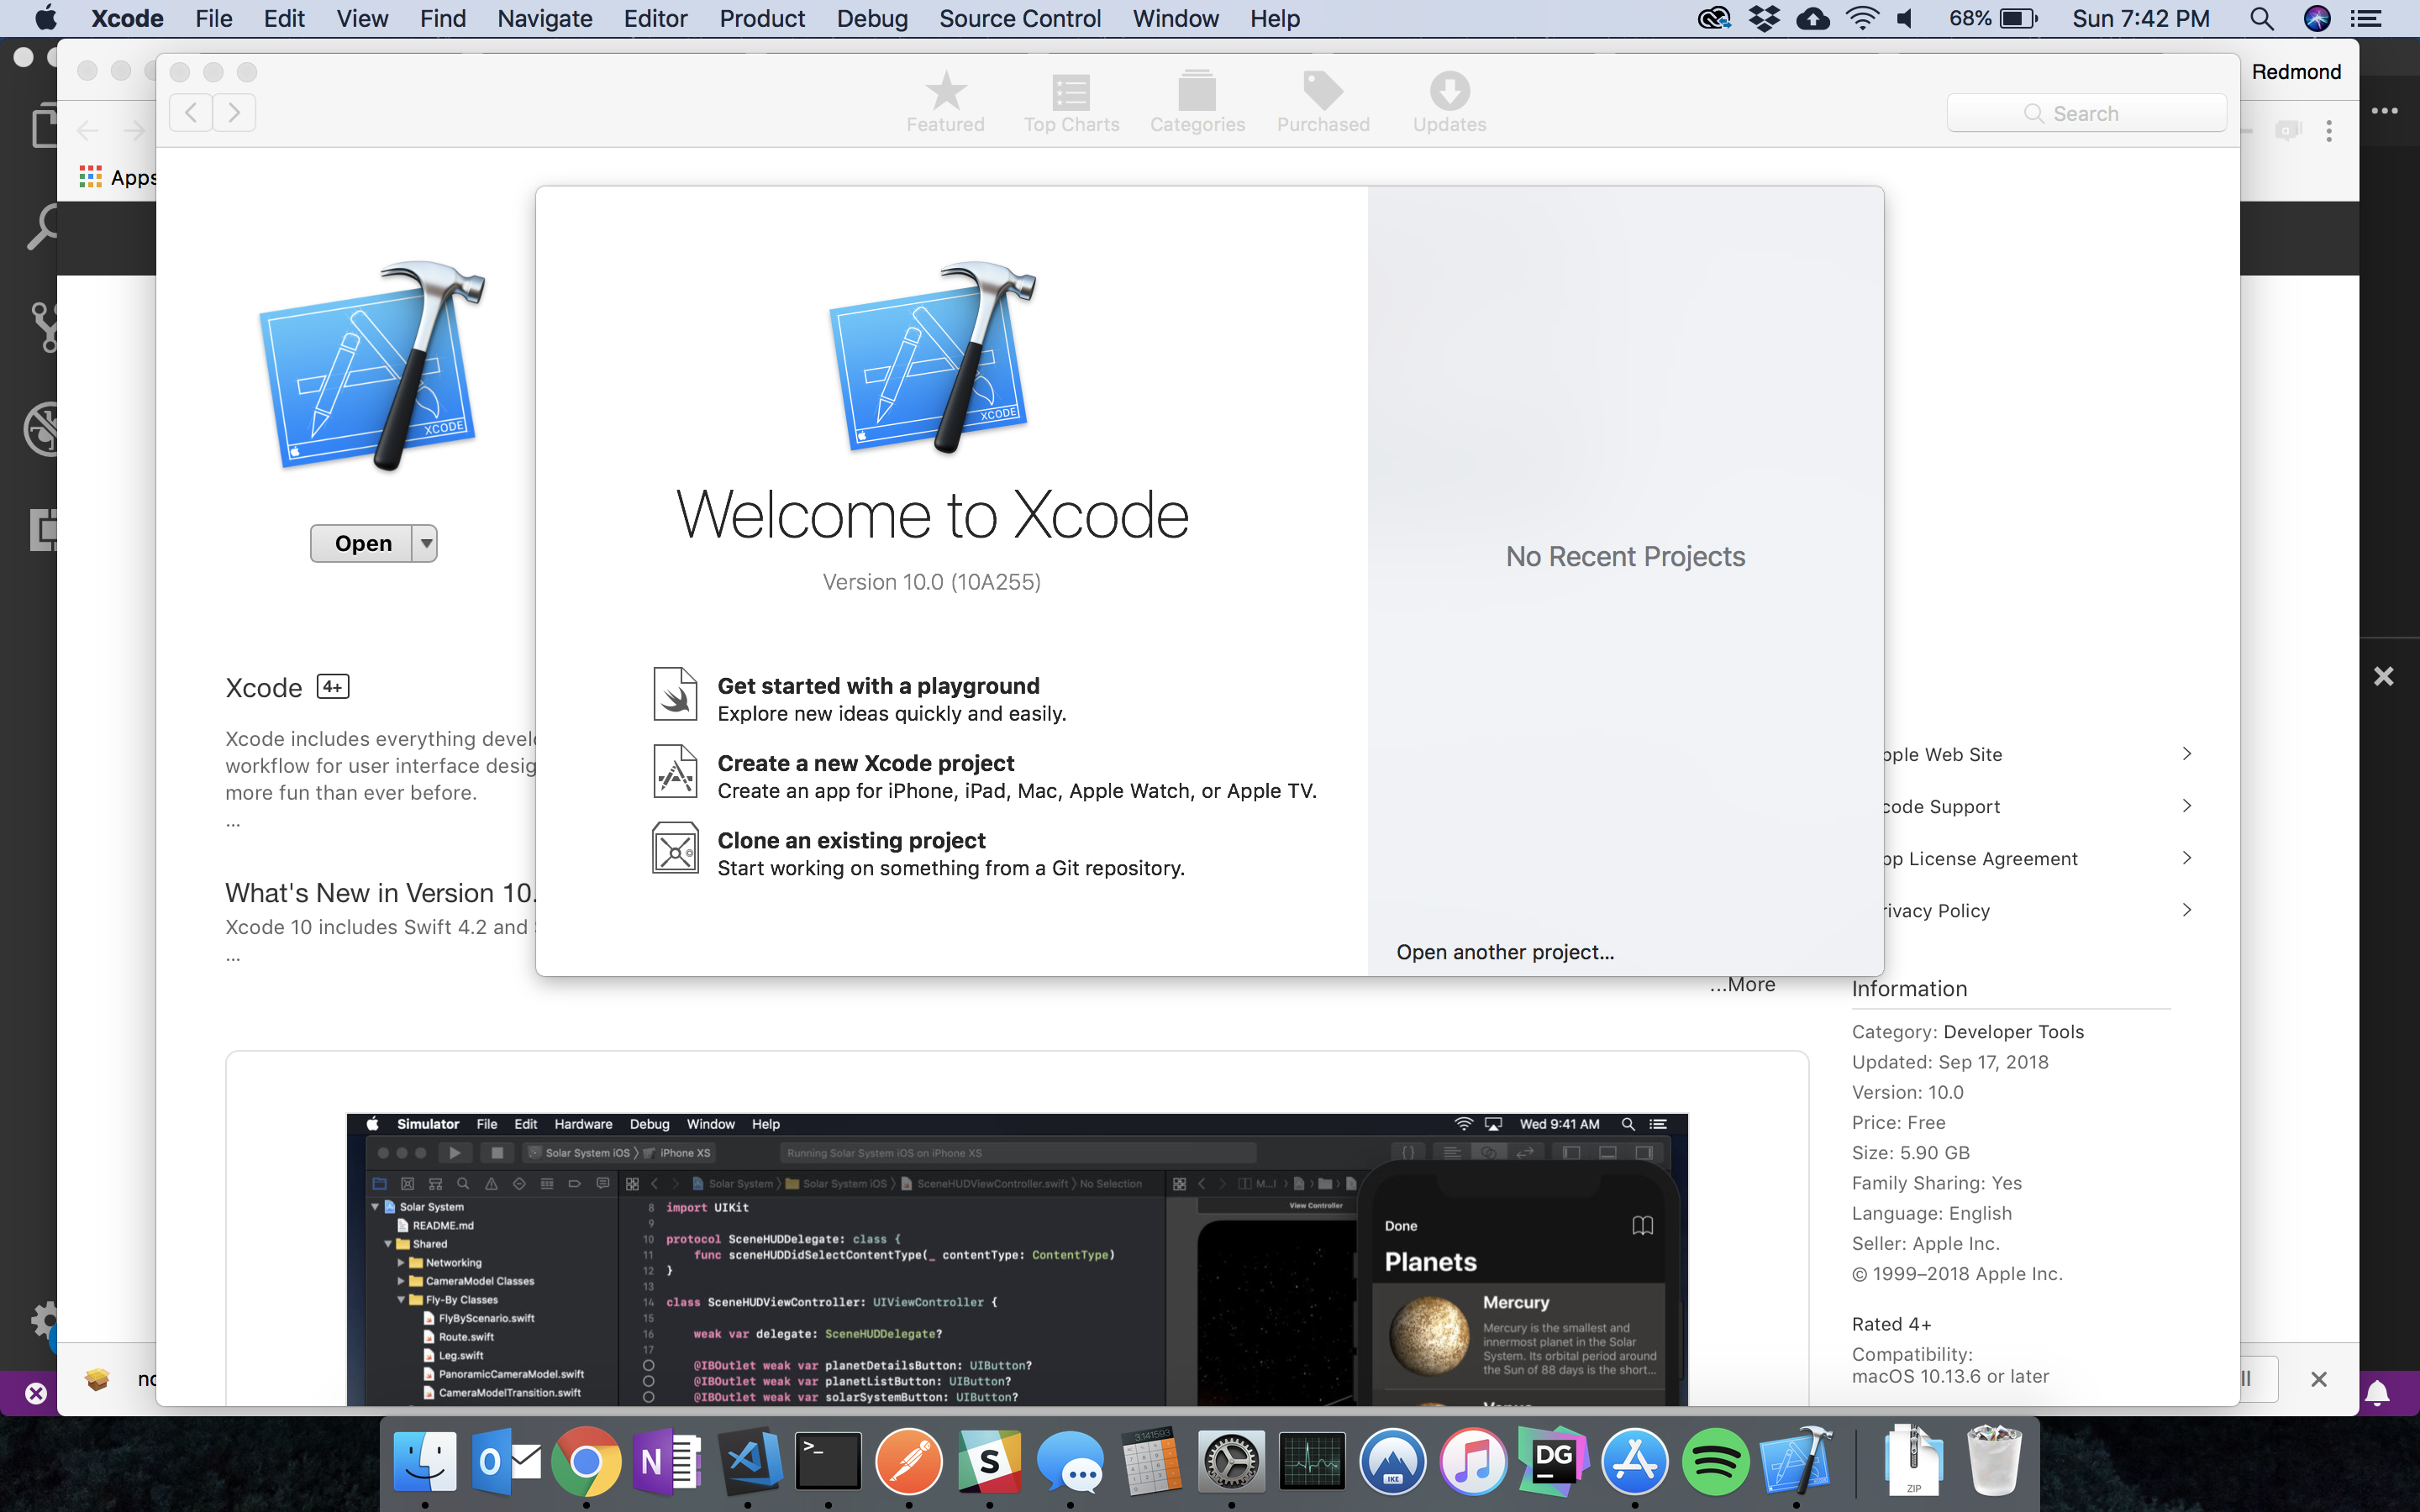 Xcode File Edit View Find Navigate Editor Product Debug Source Control Window Help
68% Sun 7:42 PM
Redmond
Featured Top Charts Categories Purchased Updates
Search
Apps
XCODE
XCODE
Open
Welcome to Xcode
Version 10.0 (10A255)
No Recent Projects
Get started with a playground
Explore new ideas quickly and easily.
Create a new Xcode project
Create an app for iPhone, iPad, Mac, Apple Watch, or Apple TV.
Clone an existing project
Start working on something from a Git repository.
Open another project...
Xcode 4+
Xcode includes everything devel
workflow for user interface desig
more fun than ever before.
...
What's New in Version 10.
Xcode 10 includes Swift 4.2 and
...
...More
pple Web Site
code Support
pp License Agreement
rivacy Policy
Information
Category: Developer Tools
Updated: Sep 17, 2018
Version: 10.0
Price: Free
Size: 5.90 GB
Family Sharing: Yes
Language: English
Seller: Apple Inc.
© 1999–2018 Apple Inc.
Rated 4+
Compatibility:
macOS 10.13.6 or later
Simulator File Edit Hardware Debug Window Help Wed 9:41 AM
Solar System iOS iPhone XS Running Solar System iOS on iPhone XS
Solar System Solar System iOS SceneHUDViewController.swift No Selection
M...l
View Controller
Solar System
README.md
Shared
Networking
CameraModel Classes
Fly-By Classes
FlyByScenario.swift
Route.swift
Leg.swift
PanoramicCameraModel.swift
CameraModelTransition.swift
8 import UIKit
9
10 protocol SceneHUDDelegate: class {
11 func sceneHUDDidSelectContentType(_ contentType: ContentType)
12 }
13
14 class SceneHUDViewController: UIViewController {
15
16 weak var delegate: SceneHUDDelegate?
17
@IBOutlet weak var planetDetailsButton: UIButton?
@IBOutlet weak var planetListButton: UIButton?
@IBOutlet weak var solarSystemButton: UIButton?
Done
Planets
Mercury
Mercury is the smallest and
innermost planet in the Solar
System. Its orbital period around
the Sun of 88 days is the short...
Venus
no
ll
O
N
>_
S
3.141593
IKE
DG
ZIP